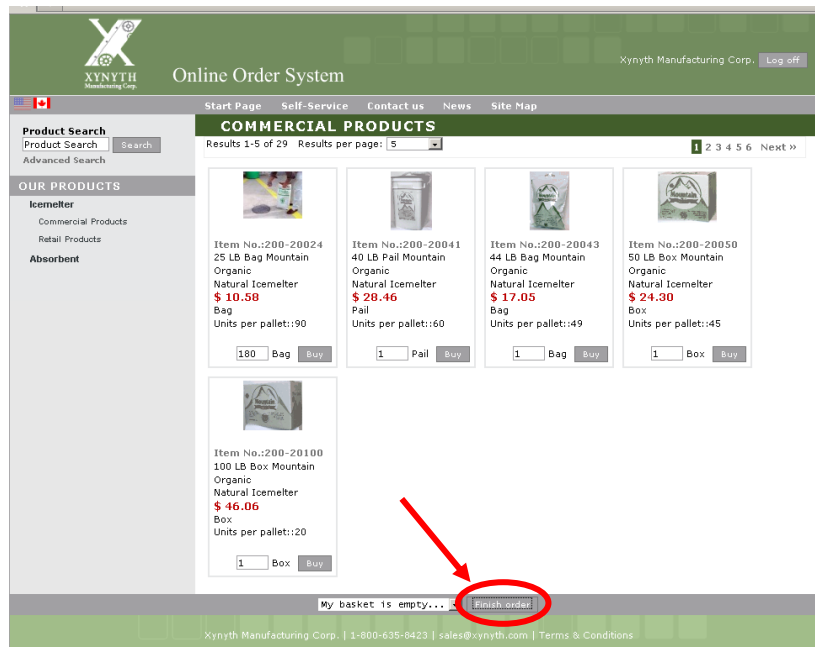 XYNYTH
Manufacturing Corp.
Online Order System
Xynyth Manufacturing Corp. Log off
Start Page Self-Service Contact us News Site Map
Product Search
Product Search Search
Advanced Search
OUR PRODUCTS
Icemelter
Commercial Products
Retail Products
Absorbent
COMMERCIAL PRODUCTS
Results 1-5 of 29 Results per page: 5
1 2 3 4 5 6 Next »
Item No.:200-20024
25 LB Bag Mountain
Organic
Natural Icemelter
$ 10.58
Bag
Units per pallet::90
180 Bag Buy
Item No.:200-20041
40 LB Pail Mountain
Organic
Natural Icemelter
$ 28.46
Pail
Units per pallet::60
1 Pail Buy
Mountain
Item No.:200-20043
44 LB Bag Mountain
Organic
Natural Icemelter
$ 17.05
Bag
Units per pallet::49
1 Bag Buy
Mountain
Item No.:200-20050
50 LB Box Mountain
Organic
Natural Icemelter
$ 24.30
Box
Units per pallet::45
1 Box Buy
Mountain
Item No.:200-20100
100 LB Box Mountain
Organic
Natural Icemelter
$ 46.06
Box
Units per pallet::20
1 Box Buy
My basket is empty... Finish order
Xynyth Manufacturing Corp. | 1-800-635-8423 | sales@xynyth.com | Terms & Conditions